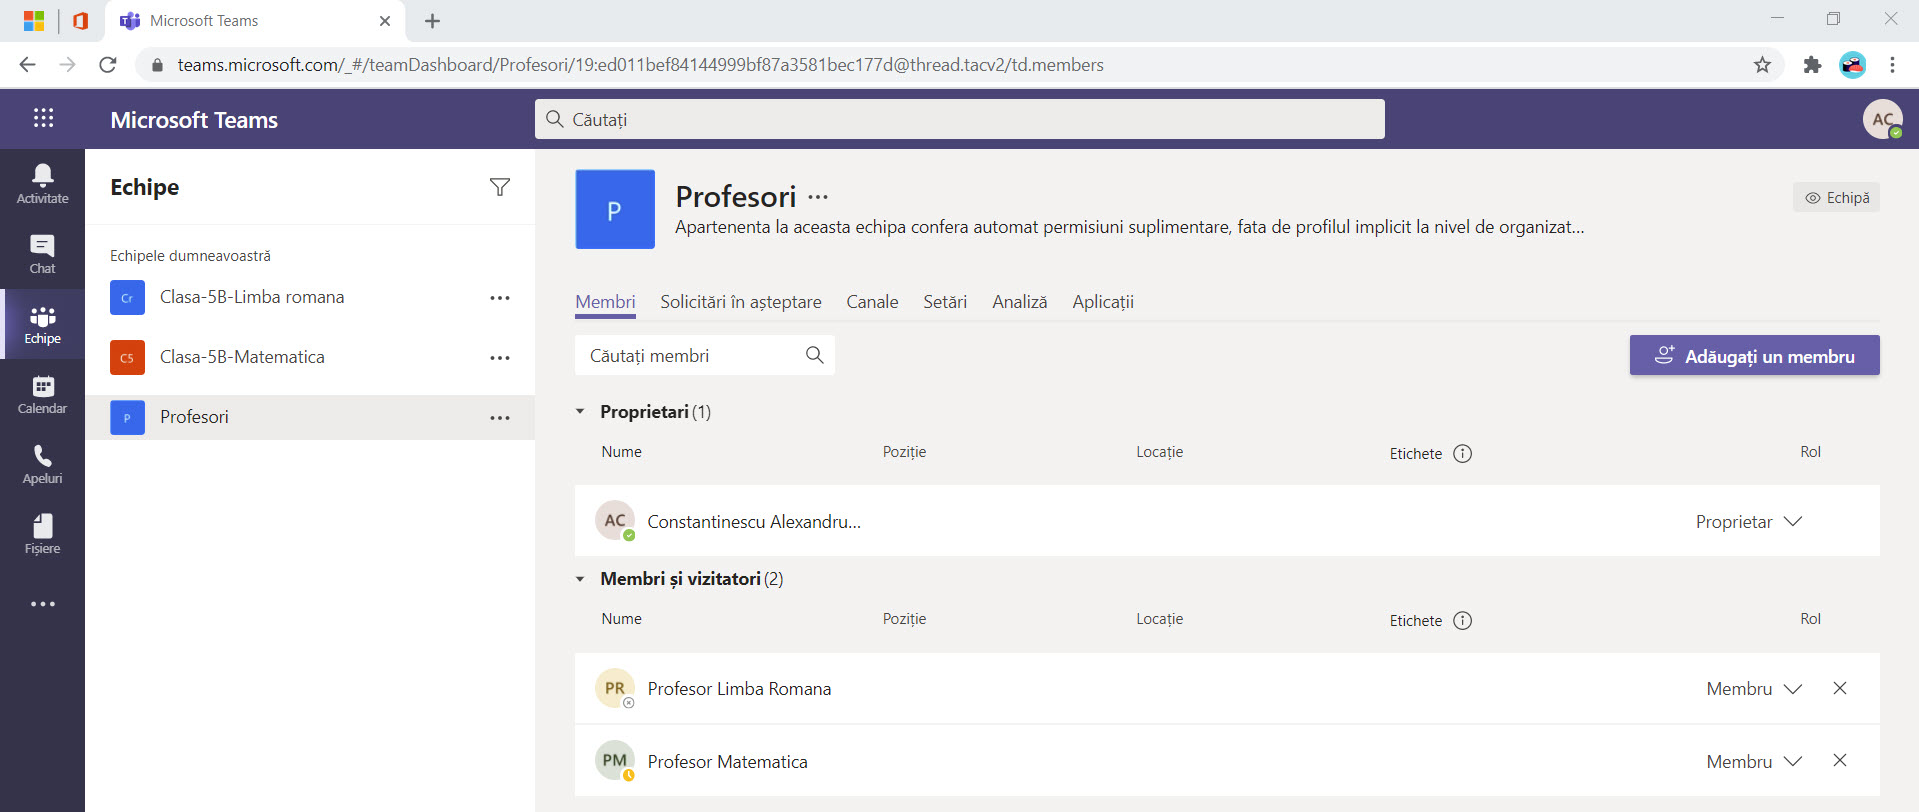 Microsoft Teams
teams.microsoft.com/_#/teamDashboard/Profesori/19:ed011bef84144999bf87a3581bec177d@thread.tacv2/td.members
Microsoft Teams
Căutați
AC
Activitate
Chat
Echipe
Calendar
Apeluri
Fișiere
Echipe
Echipele dumneavoastră
Cr Clasa-5B-Limba romana
C5 Clasa-5B-Matematica
P Profesori
P
Profesori
Echipă
Apartenenta la aceasta echipa confera automat permisiuni suplimentare, fata de profilul implicit la nivel de organizat...
Membri Solicitări în așteptare Canale Setări Analiză Aplicații
Căutați membri
Adăugați un membru
Proprietari (1)
Nume Poziție Locație Etichete Rol
AC Constantinescu Alexandru... Proprietar
Membri și vizitatori (2)
Nume Poziție Locație Etichete Rol
PR Profesor Limba Romana Membru
PM Profesor Matematica Membru